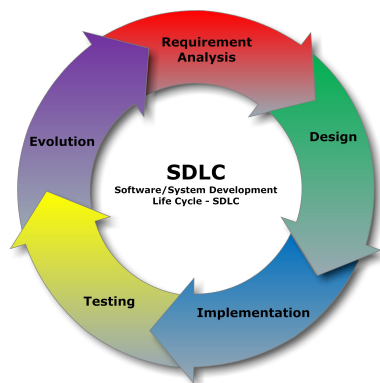 Requirement
Analysis
Design
Evolution
SDLC
Software/System Development
Life Cycle - SDLC
Testing
Implementation